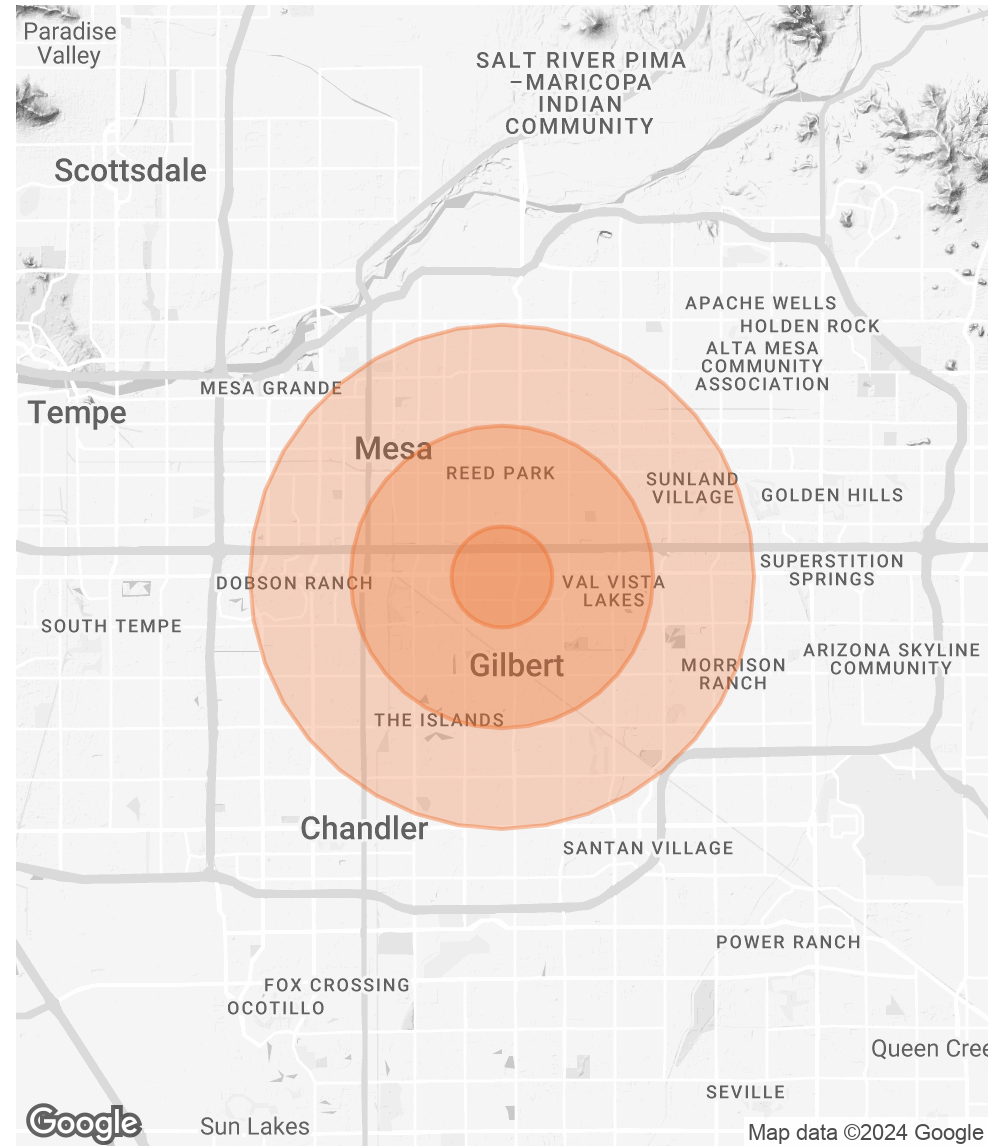 Paradise
Valley
SALT RIVER PIMA
–MARICOPA
INDIAN
COMMUNITY
Scottsdale
APACHE WELLS
HOLDEN ROCK
ALTA MESA
COMMUNITY
ASSOCIATION
MESA GRANDE
Tempe
Mesa
REED PARK
SUNLAND
VILLAGE
GOLDEN HILLS
SUPERSTITION
SPRINGS
DOBSON RANCH
VAL VISTA
LAKES
SOUTH TEMPE
ARIZONA SKYLINE
COMMUNITY
Gilbert
MORRISON
RANCH
THE ISLANDS
Chandler
SANTAN VILLAGE
POWER RANCH
FOX CROSSING
OCOTILLO
Queen Cree
SEVILLE
Google
Sun Lakes
Map data ©2024 Google